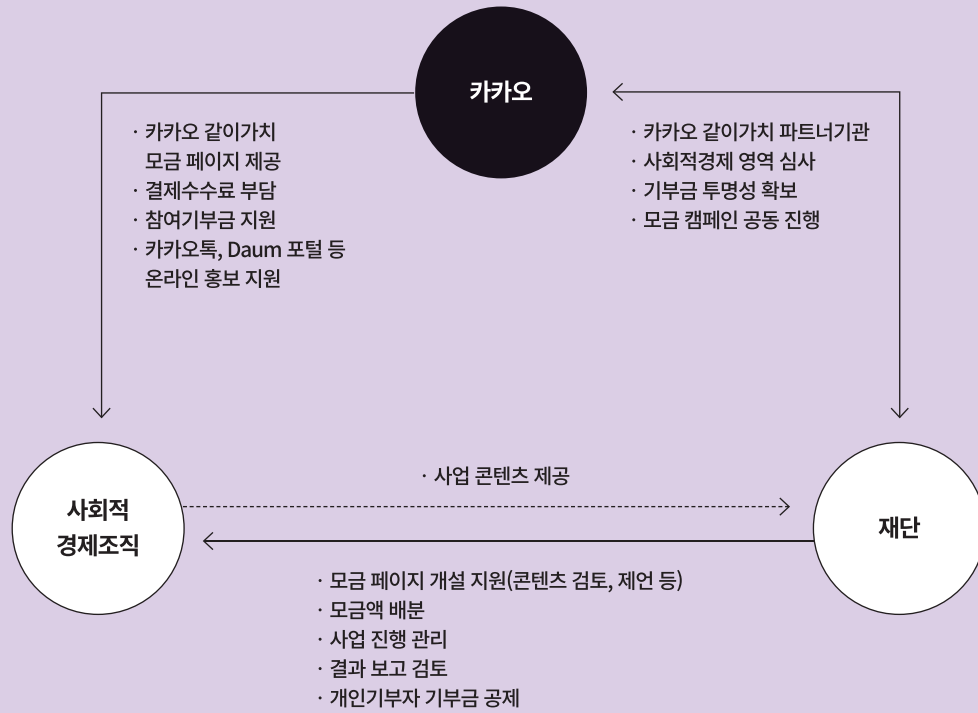 카카오
· 카카오 같이가치
모금 페이지 제공
· 결제수수료 부담
· 참여기부금 지원
· 카카오톡, Daum 포털 등
온라인 홍보 지원
· 카카오 같이가치 파트너기관
· 사회적경제 영역 심사
· 기부금 투명성 확보
· 모금 캠페인 공동 진행
사회적
경제조직
· 사업 콘텐츠 제공
재단
· 모금 페이지 개설 지원(콘텐츠 검토, 제언 등)
· 모금액 배분
· 사업 진행 관리
· 결과 보고 검토
· 개인기부자 기부금 공제